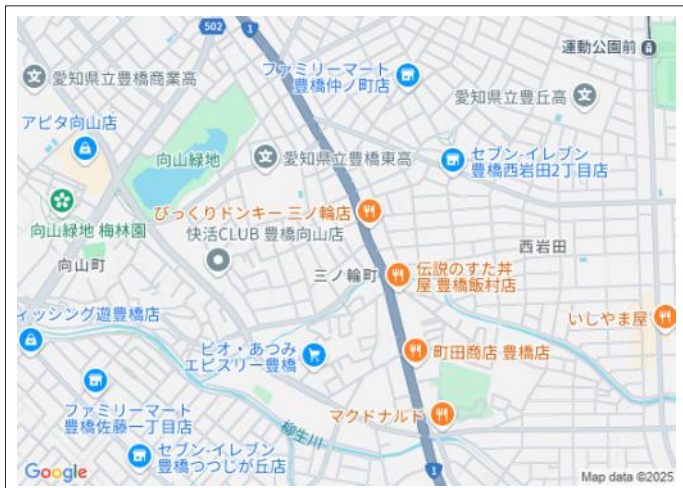 502
1
運動公園前
愛知県立豊橋商業高
ファミリーマート
豊橋仲ノ町店
愛知県立豊丘高
アピタ向山店
向山緑地
愛知県立豊橋東高
セブン-イレブン
豊橋西岩田2丁目店
向山緑地 梅林園
びっくりドンキー 三ノ輪店
快活CLUB 豊橋向山店
西岩田
向山町
三ノ輪町
伝説のすた丼
屋 豊橋飯村店
ィッシング遊豊橋店
いしやま屋
ビオ・あつみ
エピスリー豊橋
町田商店 豊橋店
ファミリーマート
豊橋佐藤一丁目店
マクドナルド
柳生川
セブン-イレブン
豊橋つつじが丘店
1
Google
Map data ©2025